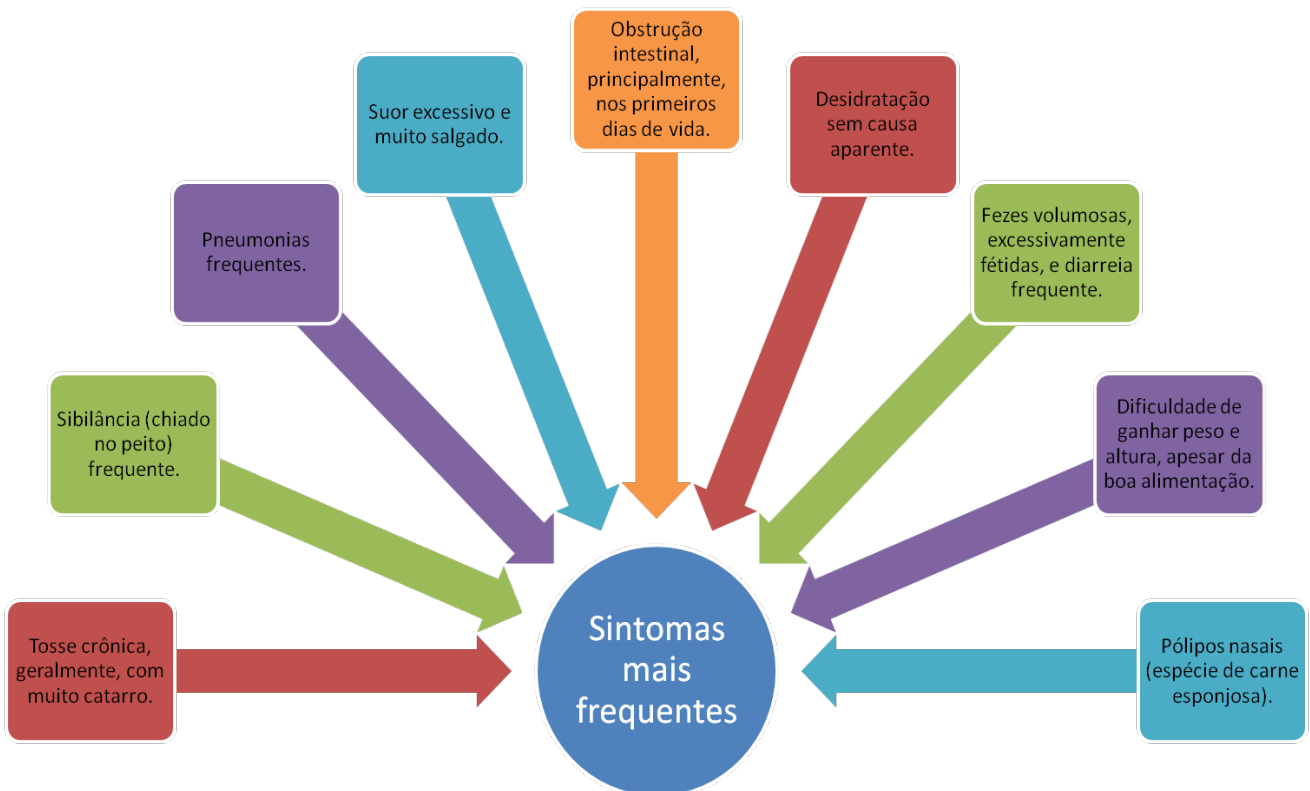 Tosse crônica,
geralmente, com
muito catarro.
Sibilância (chiado
no peito)
frequente.
Pneumonias
frequentes.
Suor excessivo e
muito salgado.
Obstrução
intestinal,
principalmente,
nos primeiros
dias de vida.
Desidratação
sem causa
aparente.
Fezes volumosas,
excessivamente
fétidas, e diarreia
frequente.
Dificuldade de
ganhar peso e
altura, apesar da
boa alimentação.
Pólipos nasais
(espécie de carne
esponjosa).
Sintomas
mais
frequentes